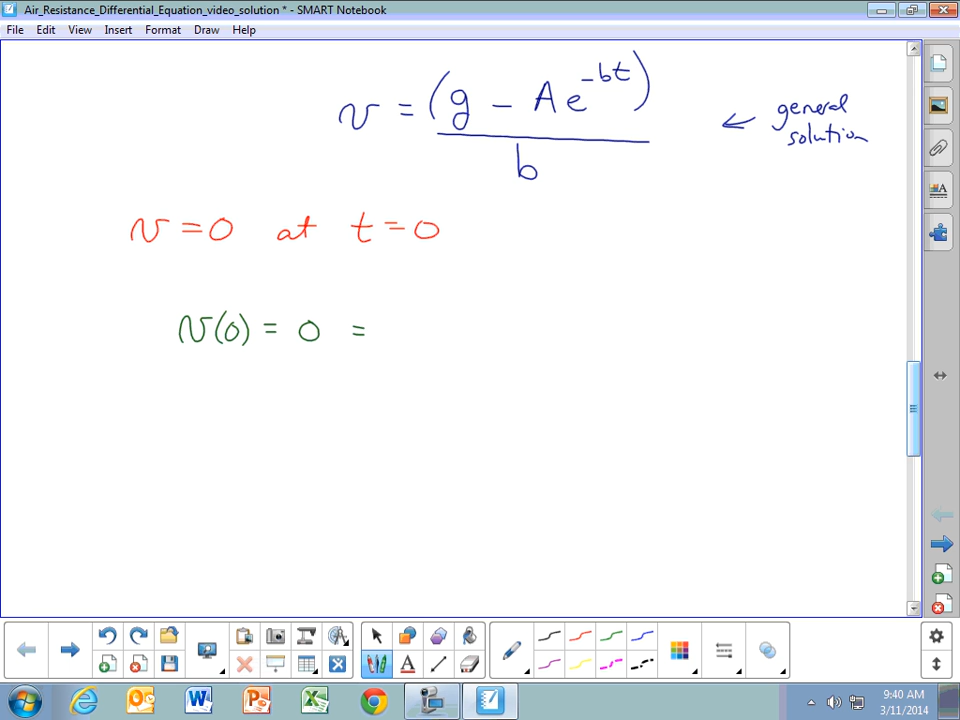 Air_Resistance_Differential_Equation_video_solution * - SMART Notebook
File Edit View Insert Format Draw Help
v = (g - Ae^-bt) / b
← general
solution
v = 0 at t = 0
v(0) = 0 =
9:40 AM
3/11/2014